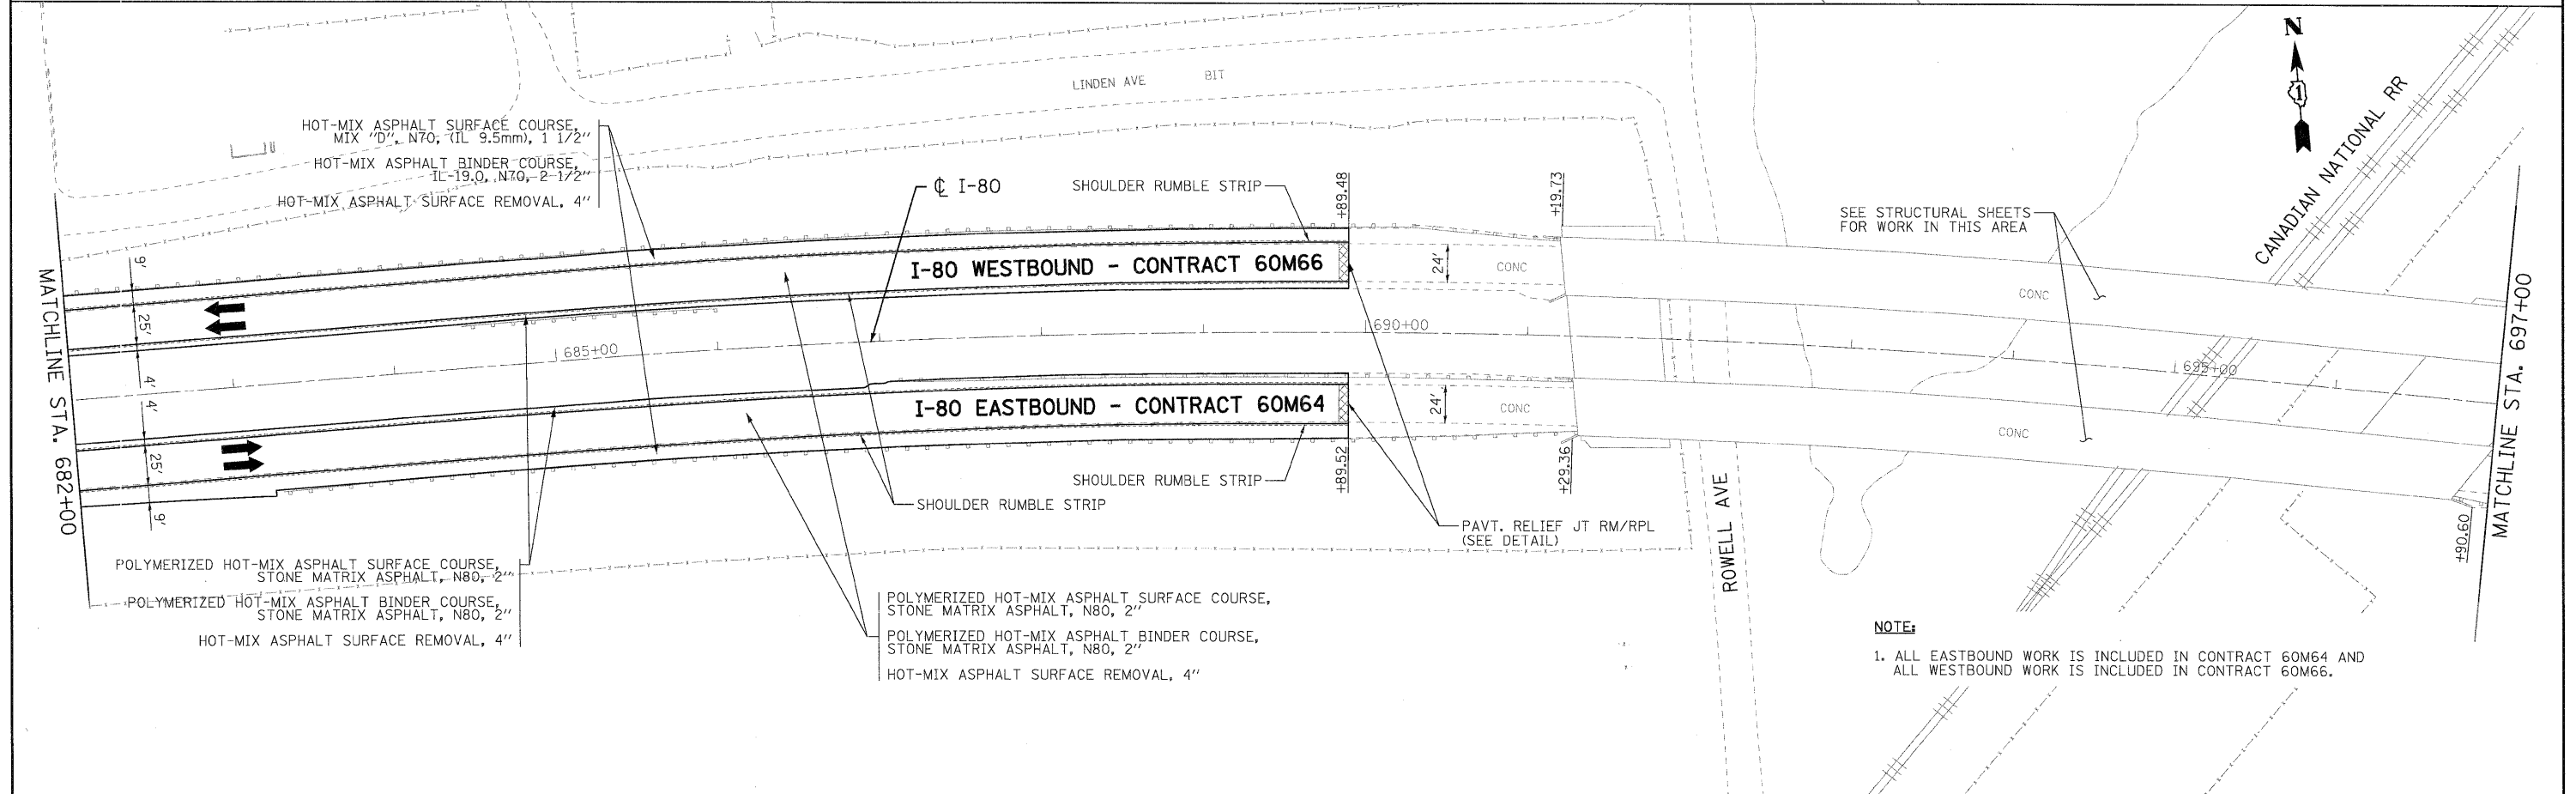 N
1
LINDEN AVE
BIT
CANADIAN NATIONAL RR
HOT-MIX ASPHALT SURFACE COURSE,
MIX "D", N70, (IL 9.5mm), 1 1/2"
HOT-MIX ASPHALT BINDER COURSE,
IL-19.0, N70, 2 1/2"
HOT-MIX ASPHALT SURFACE REMOVAL, 4"
℄ I-80
SHOULDER RUMBLE STRIP
+89.48
+19.73
SEE STRUCTURAL SHEETS
FOR WORK IN THIS AREA
MATCHLINE STA. 682+00
9'
25'
4'
4'
25'
9'
I-80 WESTBOUND - CONTRACT 60M66
24'
CONC
CONC
685+00
690+00
695+00
I-80 EASTBOUND - CONTRACT 60M64
24'
CONC
CONC
MATCHLINE STA. 697+00
+89.52
+29.36
+90.60
SHOULDER RUMBLE STRIP
SHOULDER RUMBLE STRIP
PAVT. RELIEF JT RM/RPL
(SEE DETAIL)
ROWELL AVE
POLYMERIZED HOT-MIX ASPHALT SURFACE COURSE,
STONE MATRIX ASPHALT, N80, 2"
POLYMERIZED HOT-MIX ASPHALT BINDER COURSE,
STONE MATRIX ASPHALT, N80, 2"
HOT-MIX ASPHALT SURFACE REMOVAL, 4"
POLYMERIZED HOT-MIX ASPHALT SURFACE COURSE,
STONE MATRIX ASPHALT, N80, 2"
POLYMERIZED HOT-MIX ASPHALT BINDER COURSE,
STONE MATRIX ASPHALT, N80, 2"
HOT-MIX ASPHALT SURFACE REMOVAL, 4"
NOTE:
1. ALL EASTBOUND WORK IS INCLUDED IN CONTRACT 60M64 AND
ALL WESTBOUND WORK IS INCLUDED IN CONTRACT 60M66.